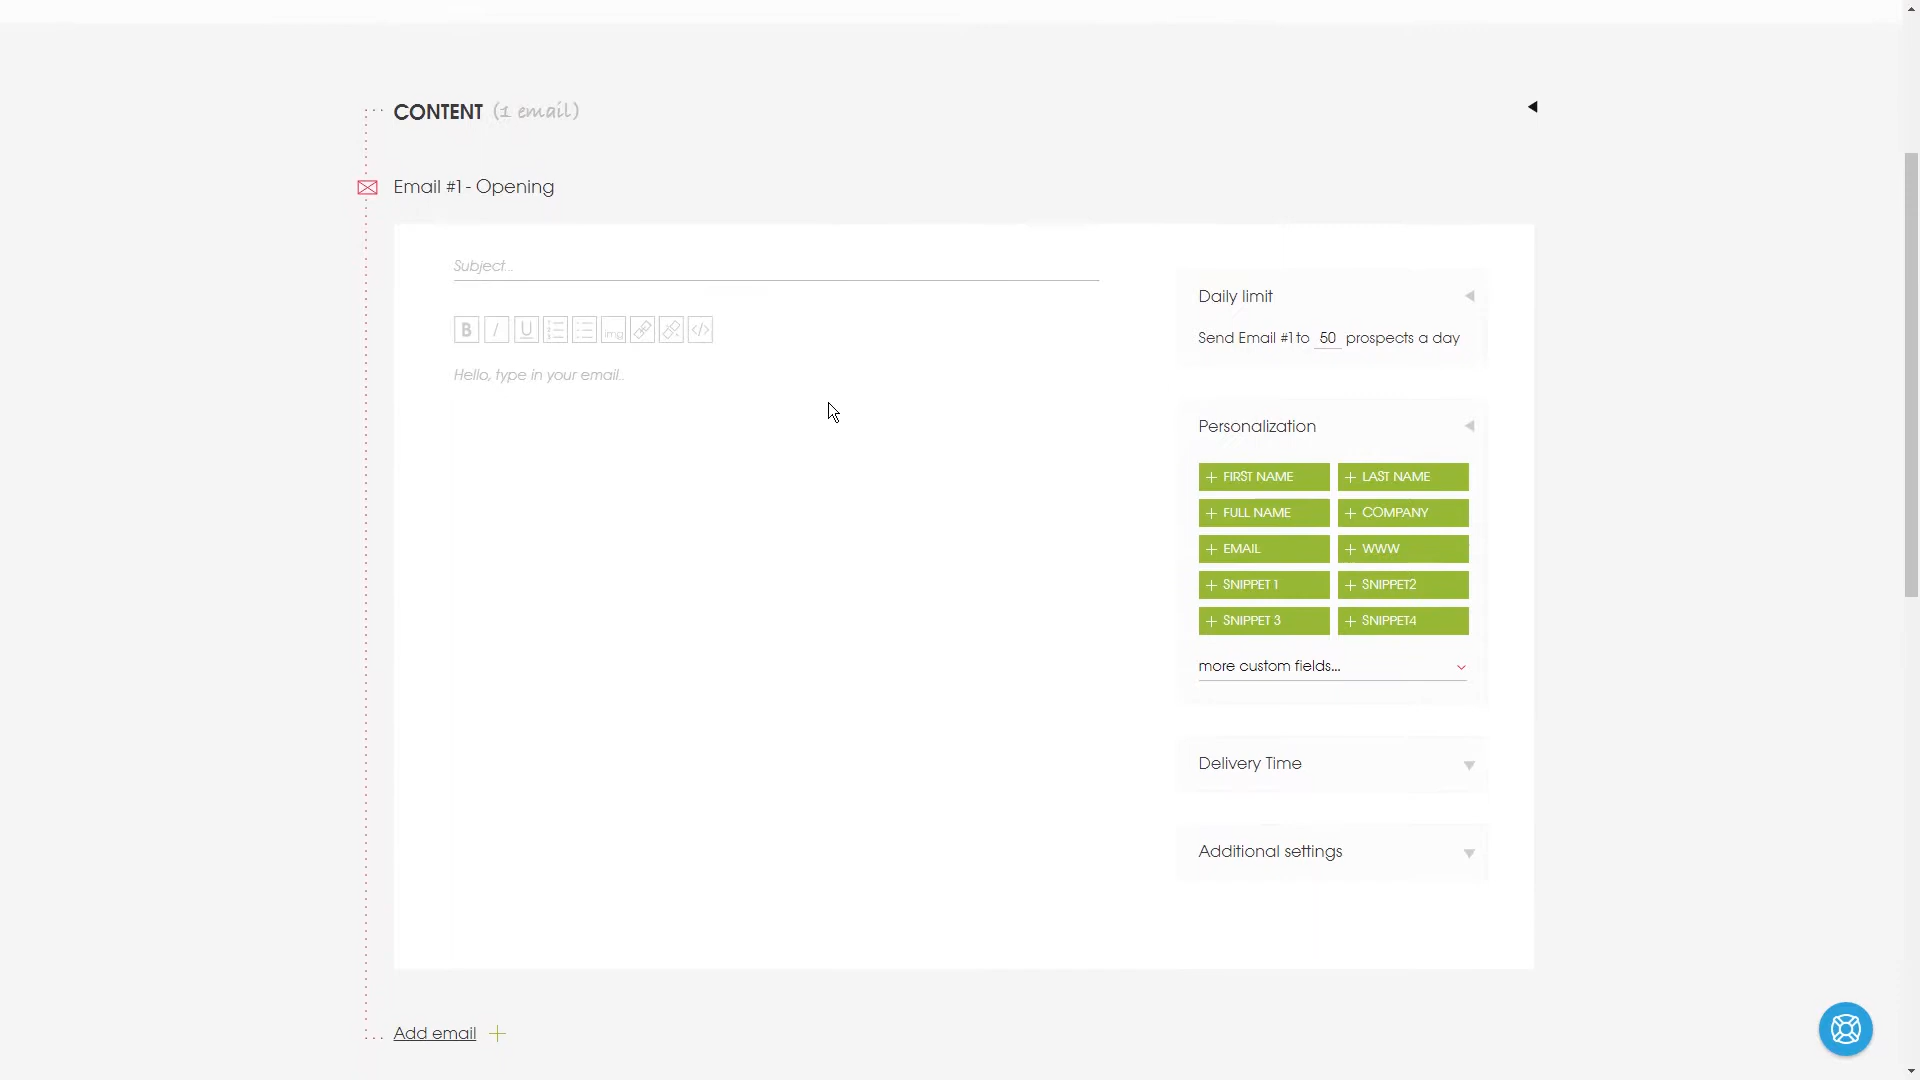 CONTENT (1 email)
Email #1 - Opening
Subject...
B I U img </>
Hello, type in your email..
Daily limit
Send Email #1 to 50 prospects a day
Personalization
+ FIRST NAME + LAST NAME
+ FULL NAME + COMPANY
+ EMAIL + WWW
+ SNIPPET 1 + SNIPPET2
+ SNIPPET 3 + SNIPPET4
more custom fields...
Delivery Time
Additional settings
Add email +